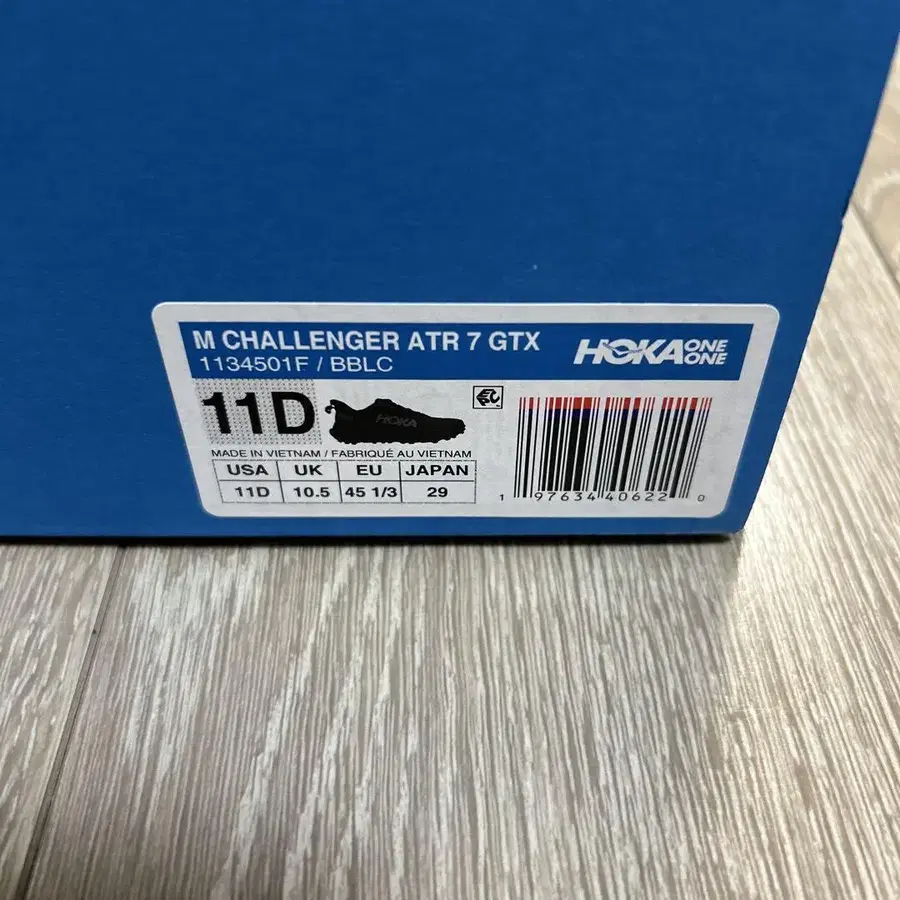 M CHALLENGER ATR 7 GTX
1134501F / BBLC
HOKA ONE ONE
11D
HOKA
MADE IN VIETNAM / FABRIQUÉ AU VIETNAM
USA UK EU JAPAN
11D 10.5 45 1/3 29
1 97634 40622 0